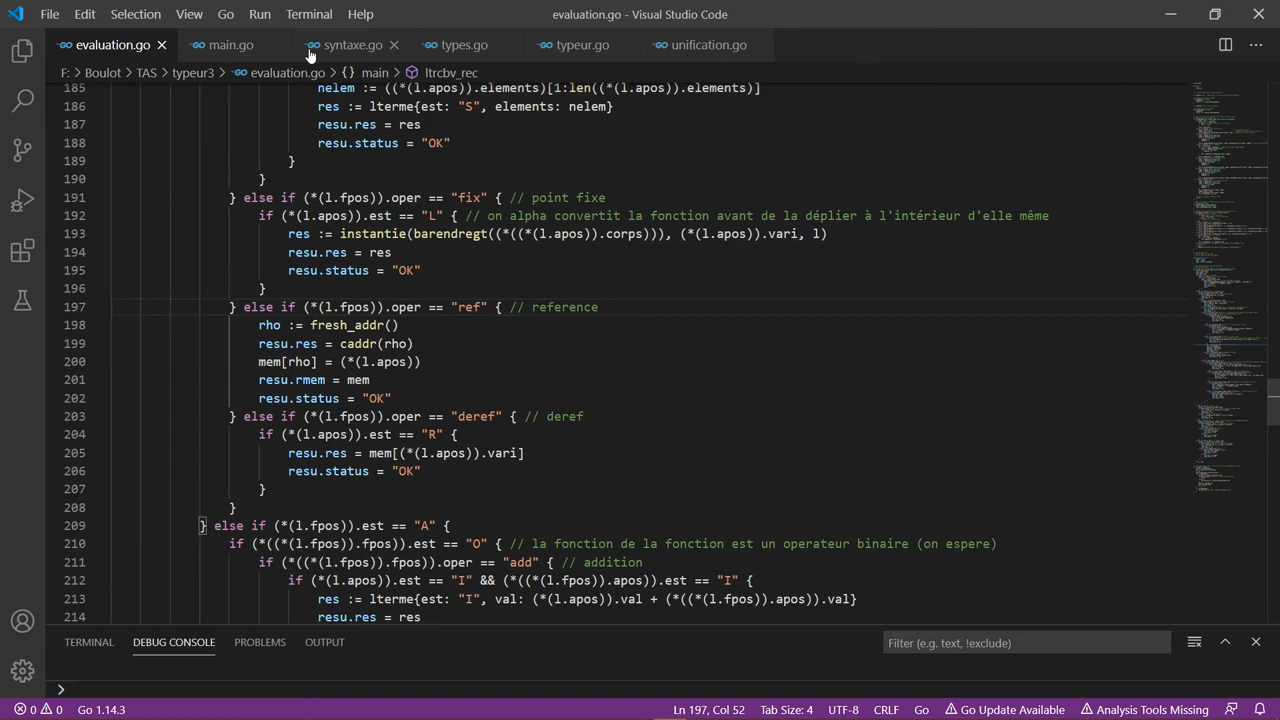 File Edit Selection View Go Run Terminal Help evaluation.go - Visual Studio Code
evaluation.go main.go syntaxe.go types.go typeur.go unification.go
F: > Boulot > TAS > typeur3 > evaluation.go > {} main > ltrcbv_rec
185 nelem := ((*(l.apos)).elements)[1:len((*(l.apos)).elements)]
186 res := lterme{est: "S", elements: nelem}
187 resu.res = res
188 resu.status = "OK"
189 }
190 }
191 } else if (*(l.fpos)).oper == "fix" { point fixe
192 if (*(l.apos)).est == "L" { // on alpha convertit la fonction avant de la déplier à l'intérieur d'elle même
193 res := instantie(barendregt((*((*(l.apos)).corps))), (*(l.apos)).vari, l)
194 resu.res = res
195 resu.status = "OK"
196 }
197 } else if (*(l.fpos)).oper == "ref" { reference
198 rho := fresh_addr()
199 resu.res = caddr(rho)
200 mem[rho] = (*(l.apos))
201 resu.rmem = mem
202 resu.status = "OK"
203 } else if (*(l.fpos)).oper == "deref" { // deref
204 if (*(l.apos)).est == "R" {
205 resu.res = mem[(*(l.apos)).vari]
206 resu.status = "OK"
207 }
208 }
209 } else if (*(l.fpos)).est == "A" {
210 if (*((*(l.fpos)).fpos)).est == "O" { // la fonction de la fonction est un operateur binaire (on espere)
211 if (*((*(l.fpos)).fpos)).oper == "add" { // addition
212 if (*(l.apos)).est == "I" && (*((*(l.fpos)).apos)).est == "I" {
213 res := lterme{est: "I", val: (*(l.apos)).val + (*((*(l.fpos)).apos)).val}
214 resu.res = res
TERMINAL DEBUG CONSOLE PROBLEMS OUTPUT Filter (e.g. text, !exclude)
0 0 Go 1.14.3 Ln 197, Col 52 Tab Size: 4 UTF-8 CRLF Go Go Update Available Analysis Tools Missing